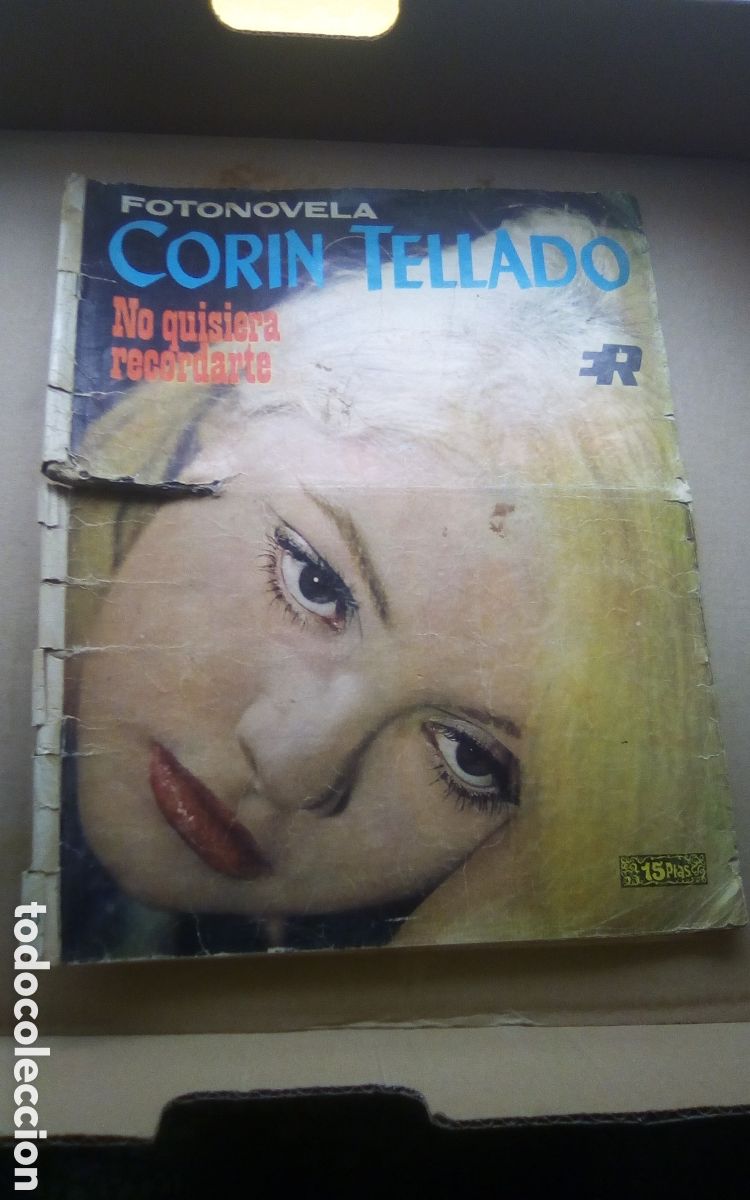 FOTONOVELA
CORIN TELLADO
No quisiera
recordarte
ER
15 Ptas
todocoleccion